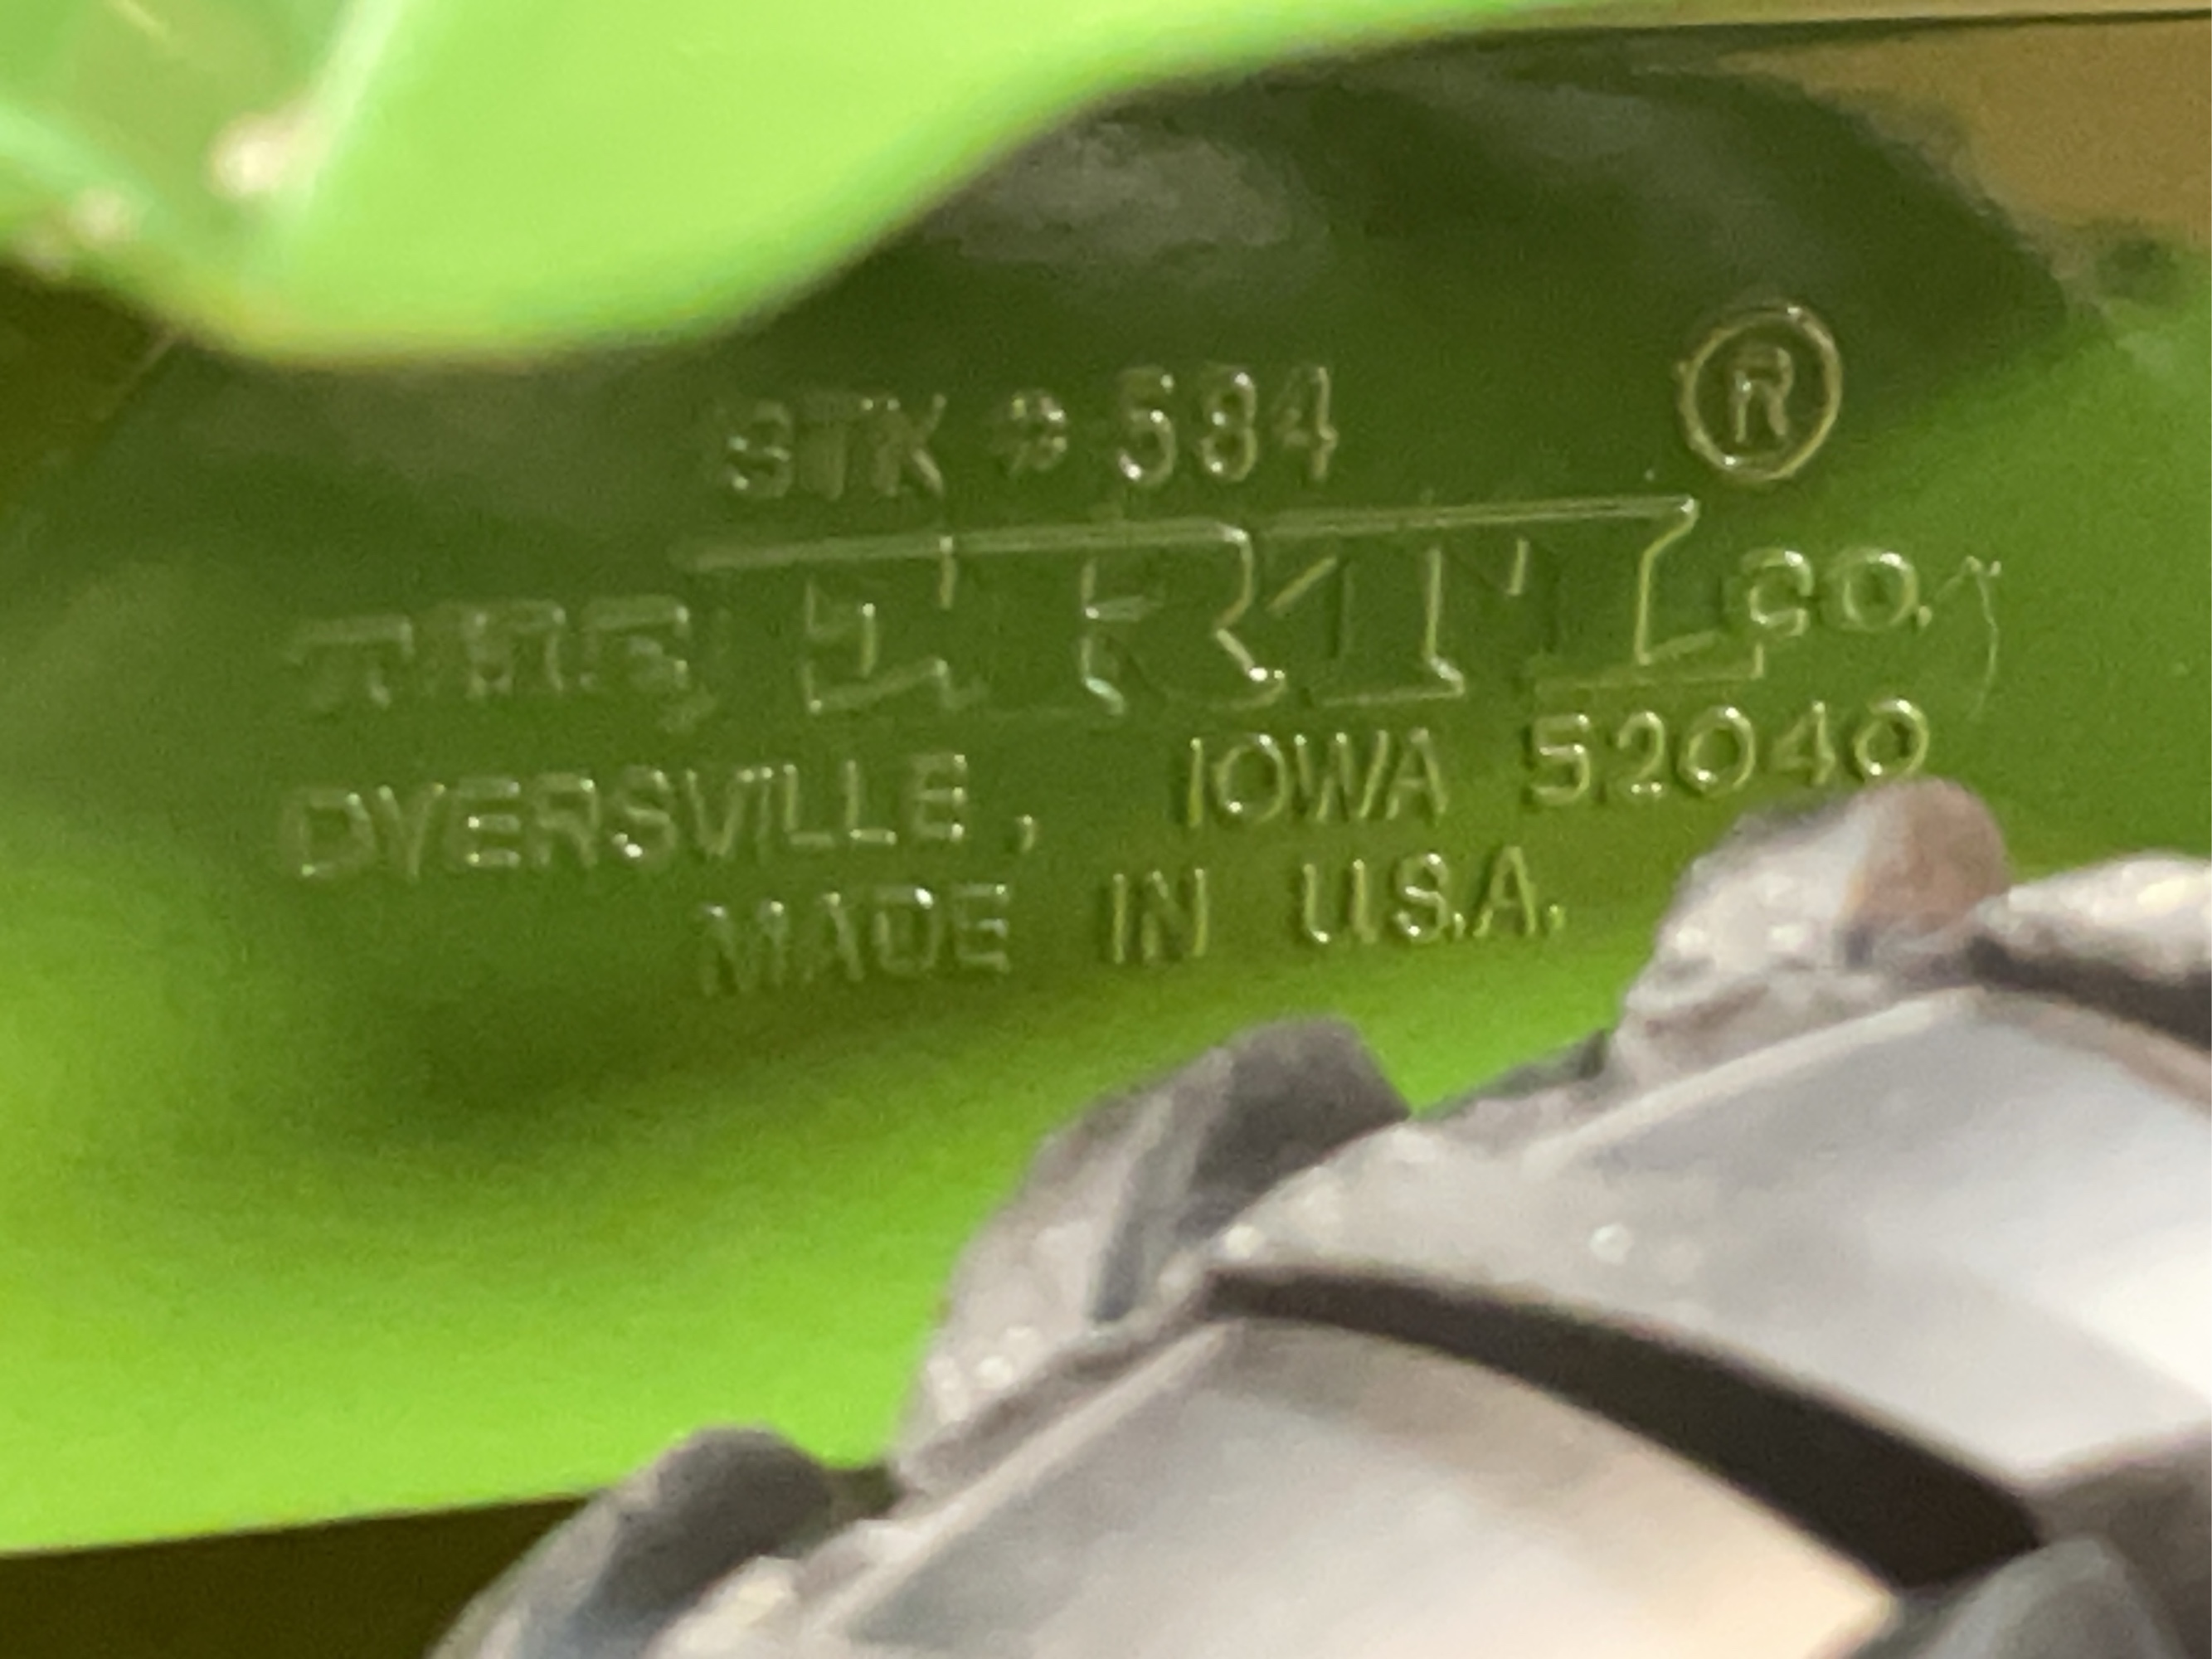 STK # 584
®
THE ERTL CO.
DYERSVILLE, IOWA 52040
MADE IN U.S.A.